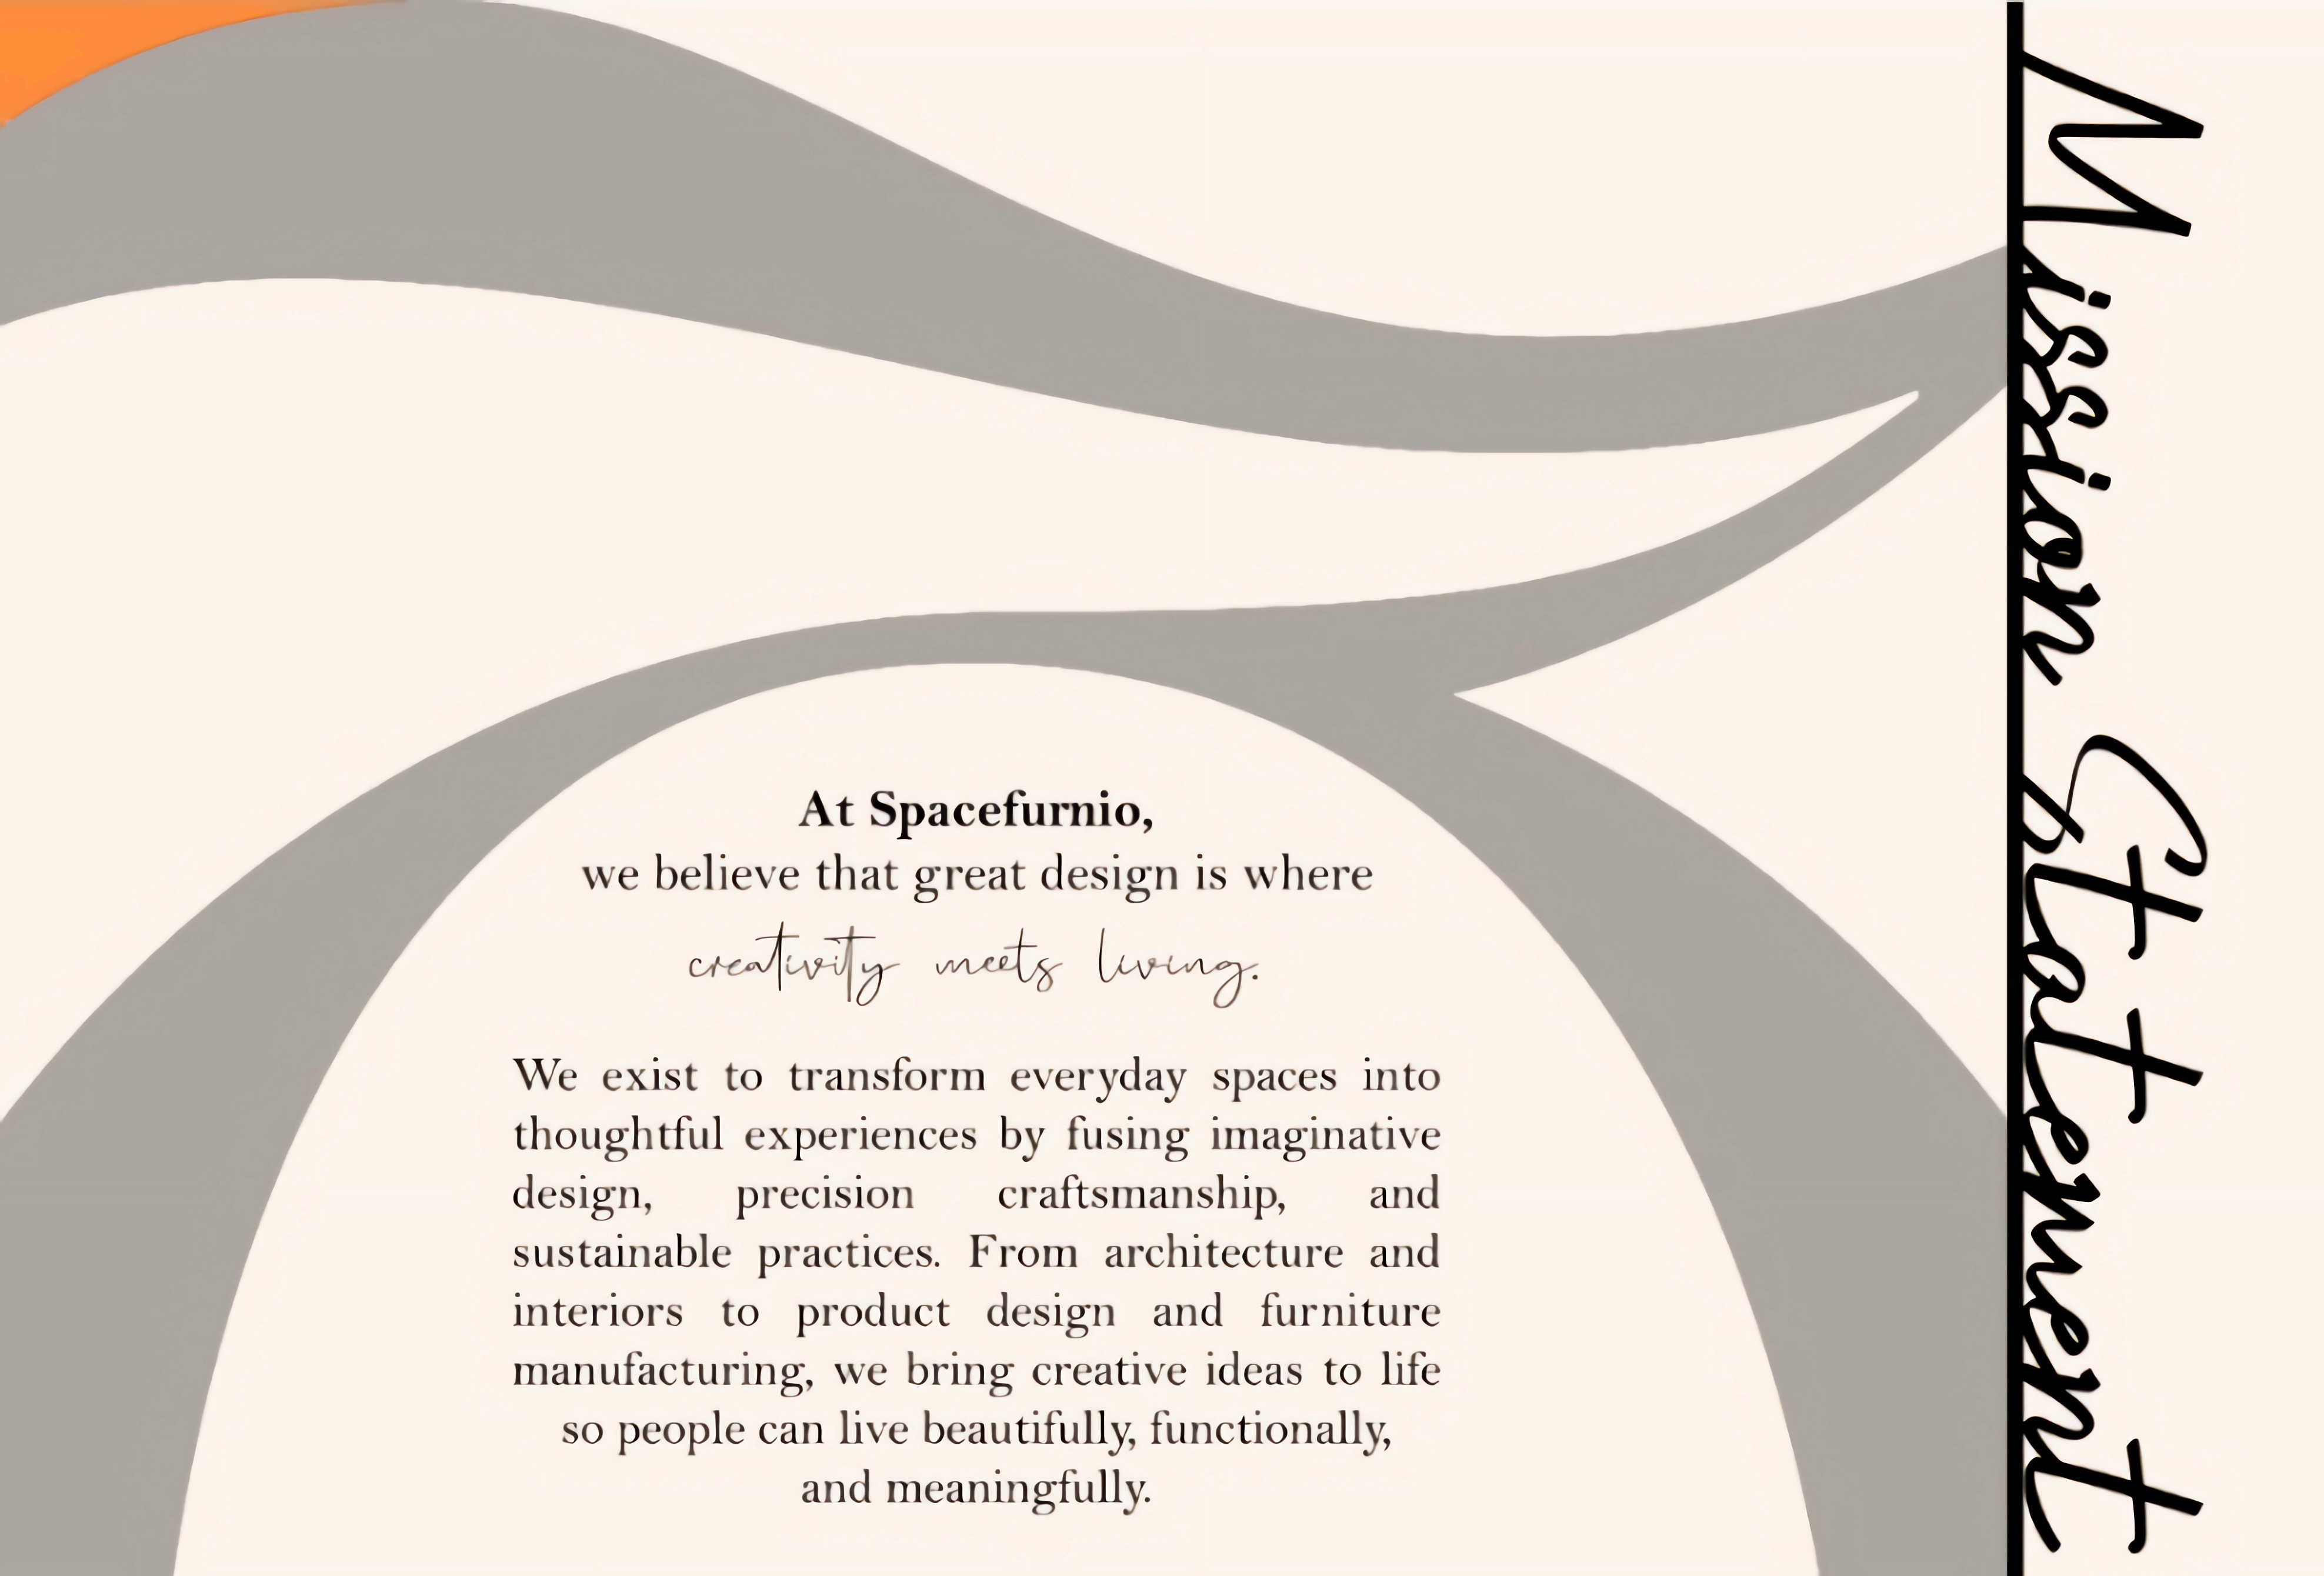 At Spacefurnio,
we believe that great design is where
creativity meets living.
We exist to transform everyday spaces into
thoughtful experiences by fusing imaginative
design, precision craftsmanship, and
sustainable practices. From architecture and
interiors to product design and furniture
manufacturing, we bring creative ideas to life
so people can live beautifully, functionally,
and meaningfully.
Mission Statement